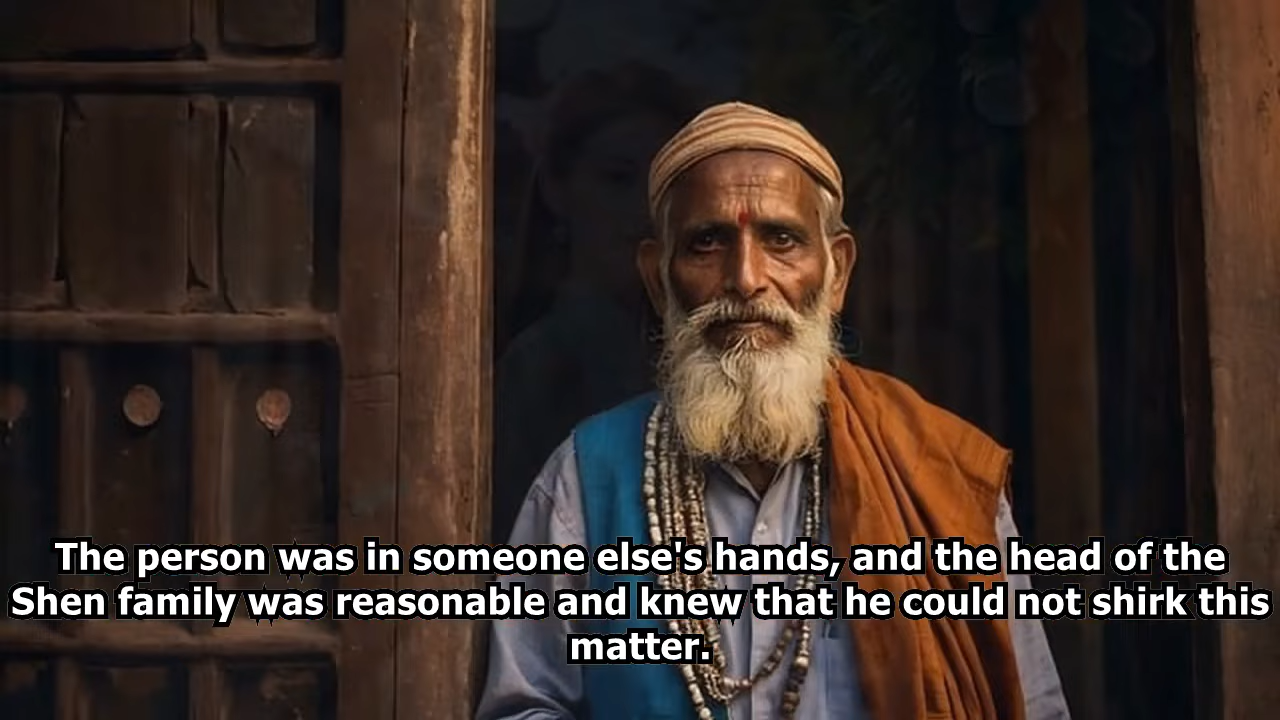 The person was in someone else's hands, and the head of the
Shen family was reasonable and knew that he could not shirk this
matter.